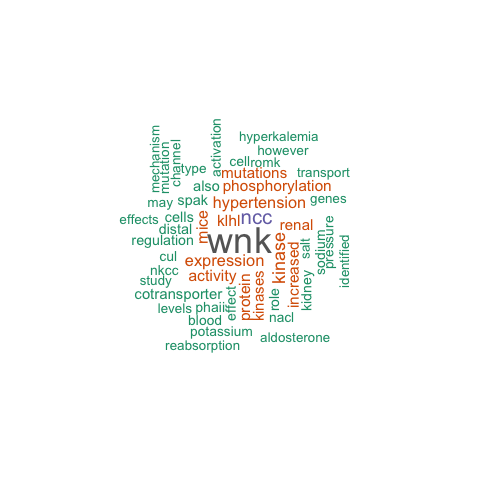 activation
mechanism
hyperkalemia
mutation
channel
however
type
cell
romk
mutations
transport
also
phosphorylation
may
spak
hypertension
genes
effects
cells
mice
klhl
ncc
renal
distal
regulation
wnk
salt
sodium
pressure
identified
cul
expression
kinase
increased
nkcc
study
activity
protein
kinases
kidney
cotransporter
effect
role
levels
phaii
blood
nacl
potassium
aldosterone
reabsorption